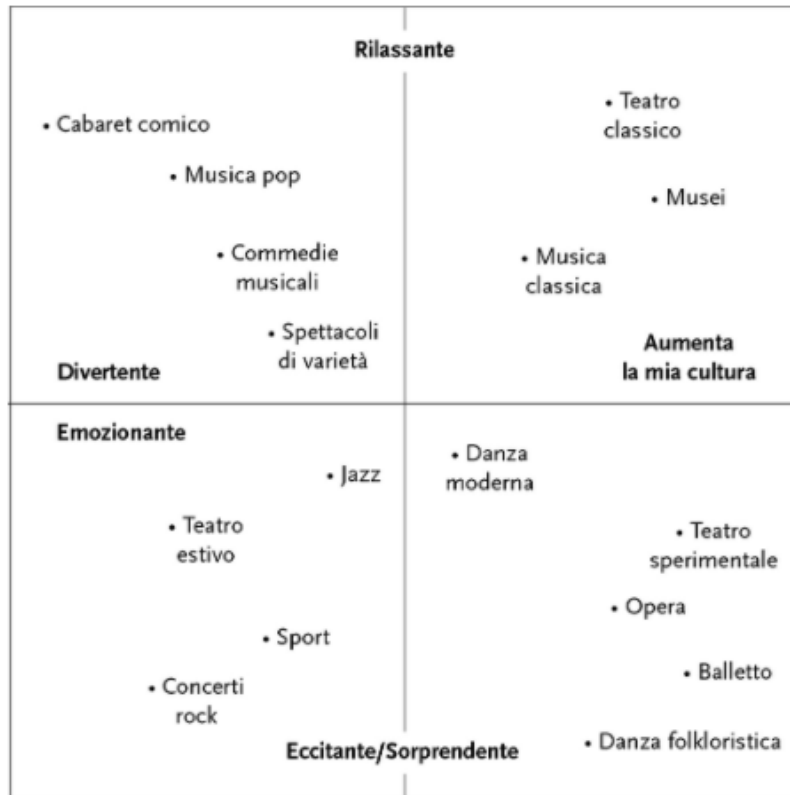 Rilassante
• Cabaret comico
• Musica pop
• Commedie
musicali
• Spettacoli
di varietà
Divertente
• Teatro
classico
• Musei
• Musica
classica
Aumenta
la mia cultura
Emozionante
• Jazz
• Teatro
estivo
• Sport
• Concerti
rock
• Danza
moderna
• Teatro
sperimentale
• Opera
• Balletto
• Danza folkloristica
Eccitante/Sorprendente